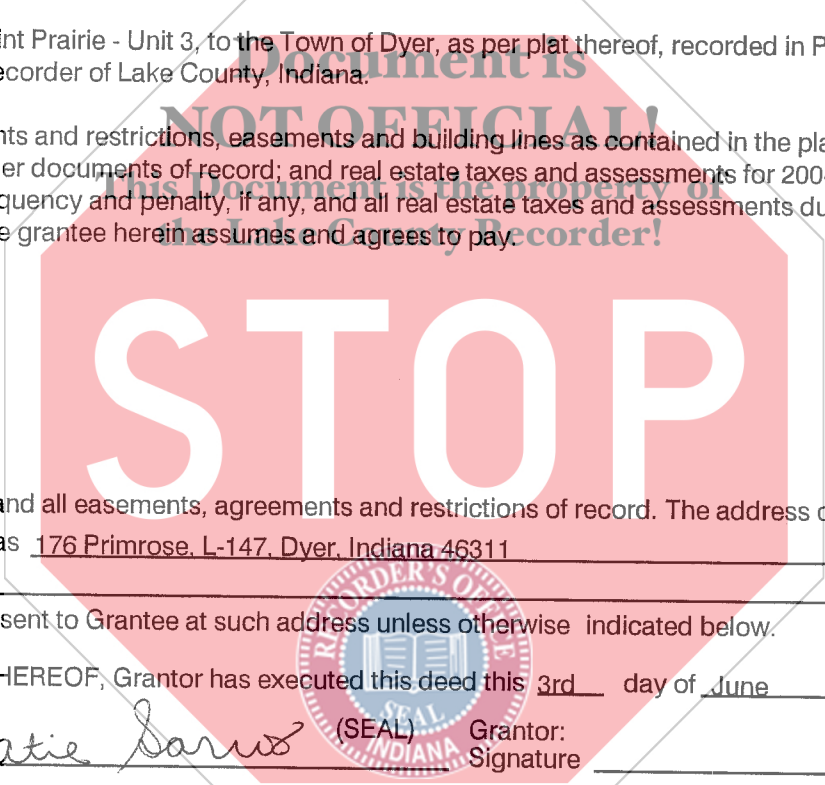 int Prairie - Unit 3, to the Town of Dyer, as per plat thereof, recorded in P
Document is
ecorder of Lake County, Indiana.
NOT OFFICIAL!
nts and restrictions, easements and building lines as contained in the pla
er documents of record; and real estate taxes and assessments for 200
This Document is the property of
quency and penalty, if any, and all real estate taxes and assessments du
the Lake County Recorder!
e grantee herein assumes and agrees to pay.
STOP
and all easements, agreements and restrictions of record. The address o
as 176 Primrose, L-147, Dyer, Indiana 46311
RECORDER'S OFFICE
sent to Grantee at such address unless otherwise indicated below.
HEREOF, Grantor has executed this deed this 3rd day of June
SEAL
INDIANA
atie (SEAL) Grantor:
Signature